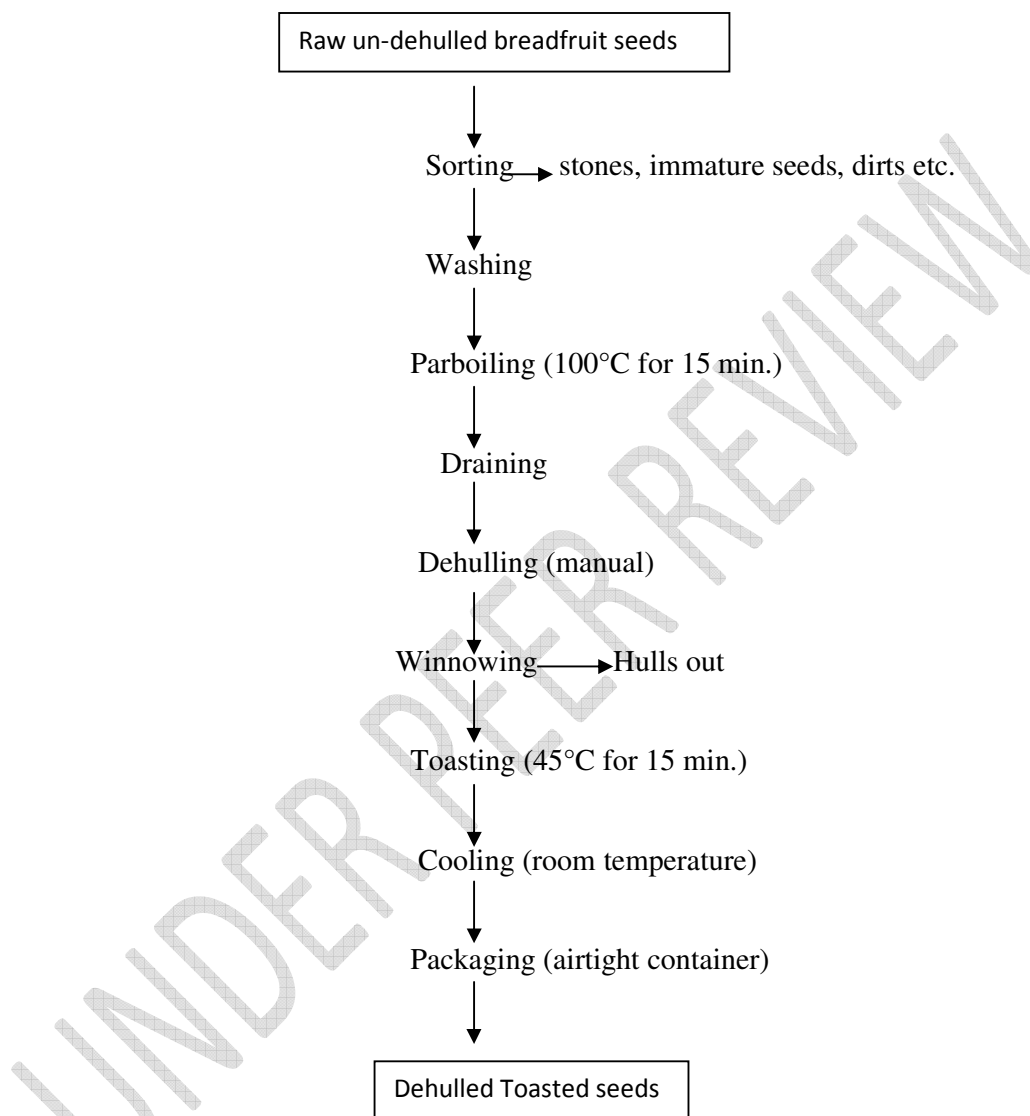 Raw un-dehulled breadfruit seeds
Sorting stones, immature seeds, dirts etc.
Washing
Parboiling (100°C for 15 min.)
Draining
Dehulling (manual)
Winnowing Hulls out
Toasting (45°C for 15 min.)
Cooling (room temperature)
Packaging (airtight container)
Dehulled Toasted seeds
UNDER PEER REVIEW